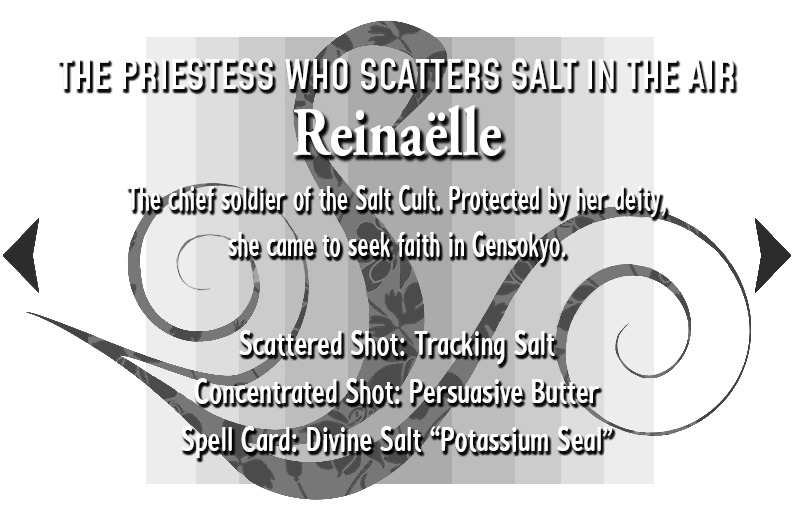 THE PRIESTESS WHO SCATTERS SALT IN THE AIR
Reinaëlle
The chief soldier of the Salt Cult. Protected by her deity,
she came to seek faith in Gensokyo.
Scattered Shot: Tracking Salt
Concentrated Shot: Persuasive Butter
Spell Card: Divine Salt “Potassium Seal”